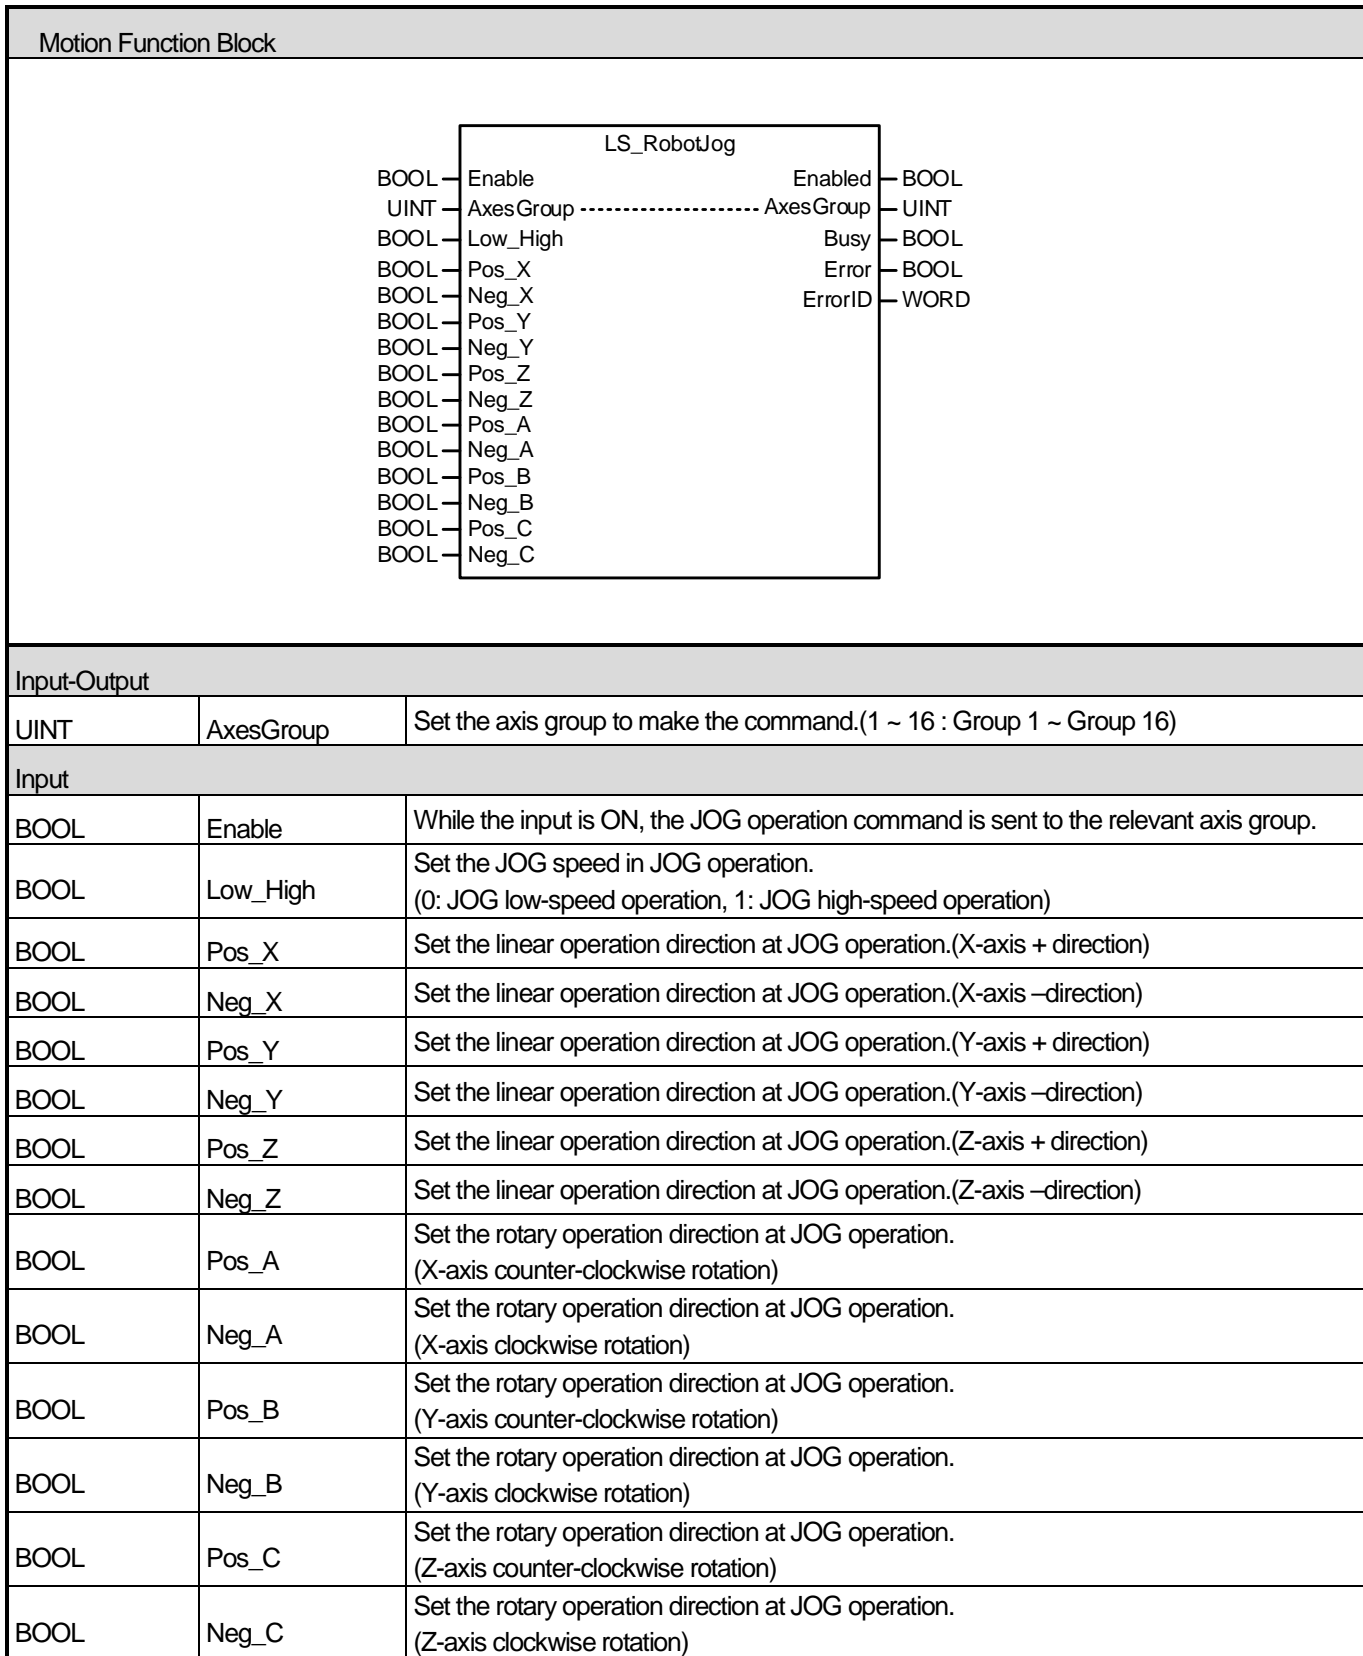 Motion Function Block
LS_RobotJog
BOOL Enable Enabled BOOL
UINT AxesGroup AxesGroup UINT
BOOL Low_High Busy BOOL
BOOL Pos_X Error BOOL
BOOL Neg_X ErrorID WORD
BOOL Pos_Y
BOOL Neg_Y
BOOL Pos_Z
BOOL Neg_Z
BOOL Pos_A
BOOL Neg_A
BOOL Pos_B
BOOL Neg_B
BOOL Pos_C
BOOL Neg_C
Input-Output
UINT AxesGroup Set the axis group to make the command.(1 ~ 16 : Group 1 ~ Group 16)
Input
BOOL Enable While the input is ON, the JOG operation command is sent to the relevant axis group.
BOOL Low_High Set the JOG speed in JOG operation.
(0: JOG low-speed operation, 1: JOG high-speed operation)
BOOL Pos_X Set the linear operation direction at JOG operation.(X-axis + direction)
BOOL Neg_X Set the linear operation direction at JOG operation.(X-axis –direction)
BOOL Pos_Y Set the linear operation direction at JOG operation.(Y-axis + direction)
BOOL Neg_Y Set the linear operation direction at JOG operation.(Y-axis –direction)
BOOL Pos_Z Set the linear operation direction at JOG operation.(Z-axis + direction)
BOOL Neg_Z Set the linear operation direction at JOG operation.(Z-axis –direction)
BOOL Pos_A Set the rotary operation direction at JOG operation.
(X-axis counter-clockwise rotation)
BOOL Neg_A Set the rotary operation direction at JOG operation.
(X-axis clockwise rotation)
BOOL Pos_B Set the rotary operation direction at JOG operation.
(Y-axis counter-clockwise rotation)
BOOL Neg_B Set the rotary operation direction at JOG operation.
(Y-axis clockwise rotation)
BOOL Pos_C Set the rotary operation direction at JOG operation.
(Z-axis counter-clockwise rotation)
BOOL Neg_C Set the rotary operation direction at JOG operation.
(Z-axis clockwise rotation)